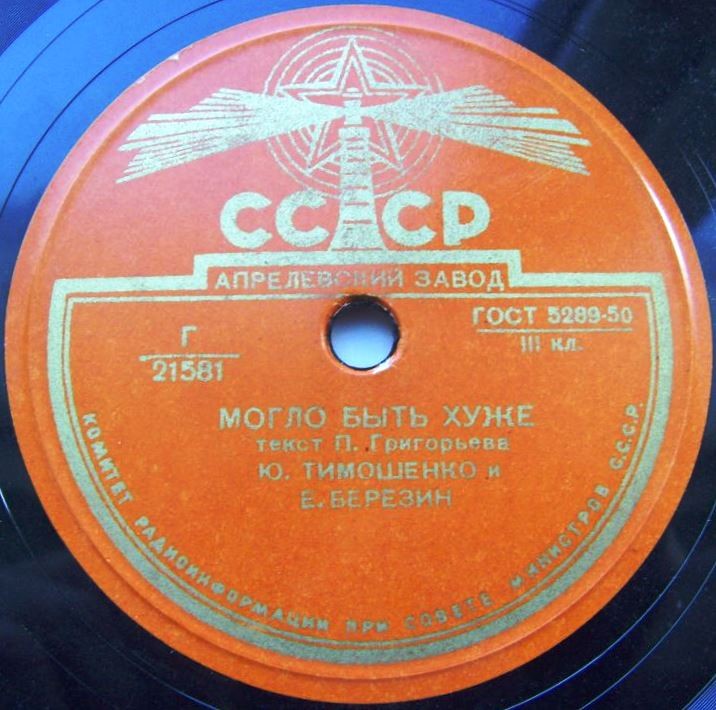 СССР
АПРЕЛЕВСКИЙ ЗАВОД
Г
21581
ГОСТ 5289-50
III кл.
МОГЛО БЫТЬ ХУЖЕ
текст П. Григорьева
Ю. ТИМОШЕНКО и
Е. БЕРЕЗИН
КОМИТЕТ РАДИОИНФОРМАЦИИ ПРИ СОВЕТЕ МИНИСТРОВ С.С.С.Р.